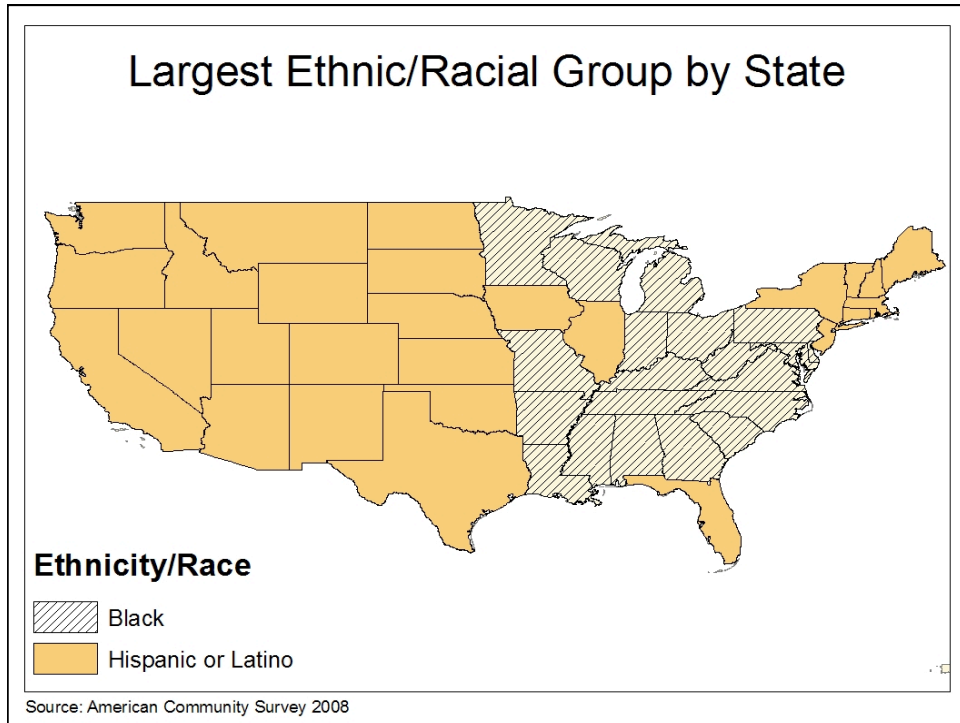 Largest Ethnic/Racial Group by State
Ethnicity/Race
Black
Hispanic or Latino
Source: American Community Survey 2008